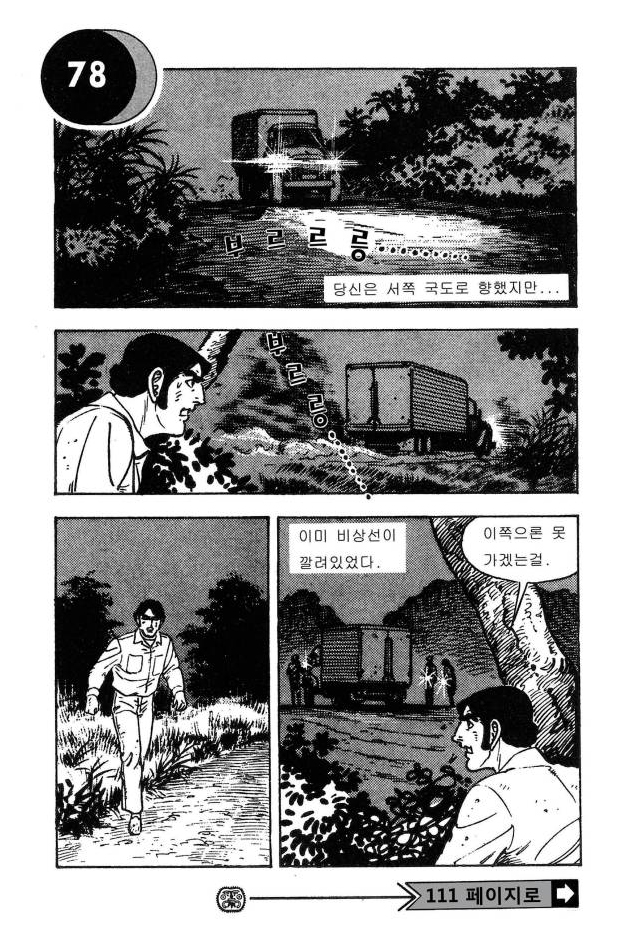 78
부르르릉
당신은 서쪽 국도로 향했지만...
부르릉
이미 비상선이
깔려있었다.
이쪽으론 못
가겠는걸.
111 페이지로